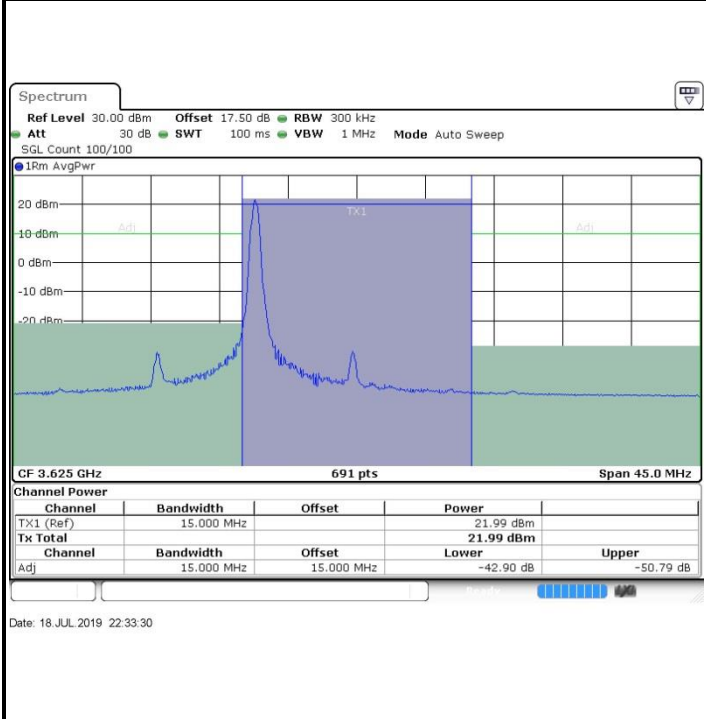 Spectrum
Ref Level 30.00 dBm Offset 17.50 dB RBW 300 kHz
Att 30 dB SWT 100 ms VBW 1 MHz Mode Auto Sweep
SGL Count 100/100
1Rm AvgPwr
20 dBm
TX1
Adj Adj
10 dBm
0 dBm
-10 dBm
-20 dBm
CF 3.625 GHz 691 pts Span 45.0 MHz
Channel Power
Channel Bandwidth Offset Power
TX1 (Ref) 15.000 MHz 21.99 dBm
Tx Total 21.99 dBm
Channel Bandwidth Offset Lower Upper
Adj 15.000 MHz 15.000 MHz -42.90 dB -50.79 dB
Ready
Date: 18.JUL.2019 22:33:30